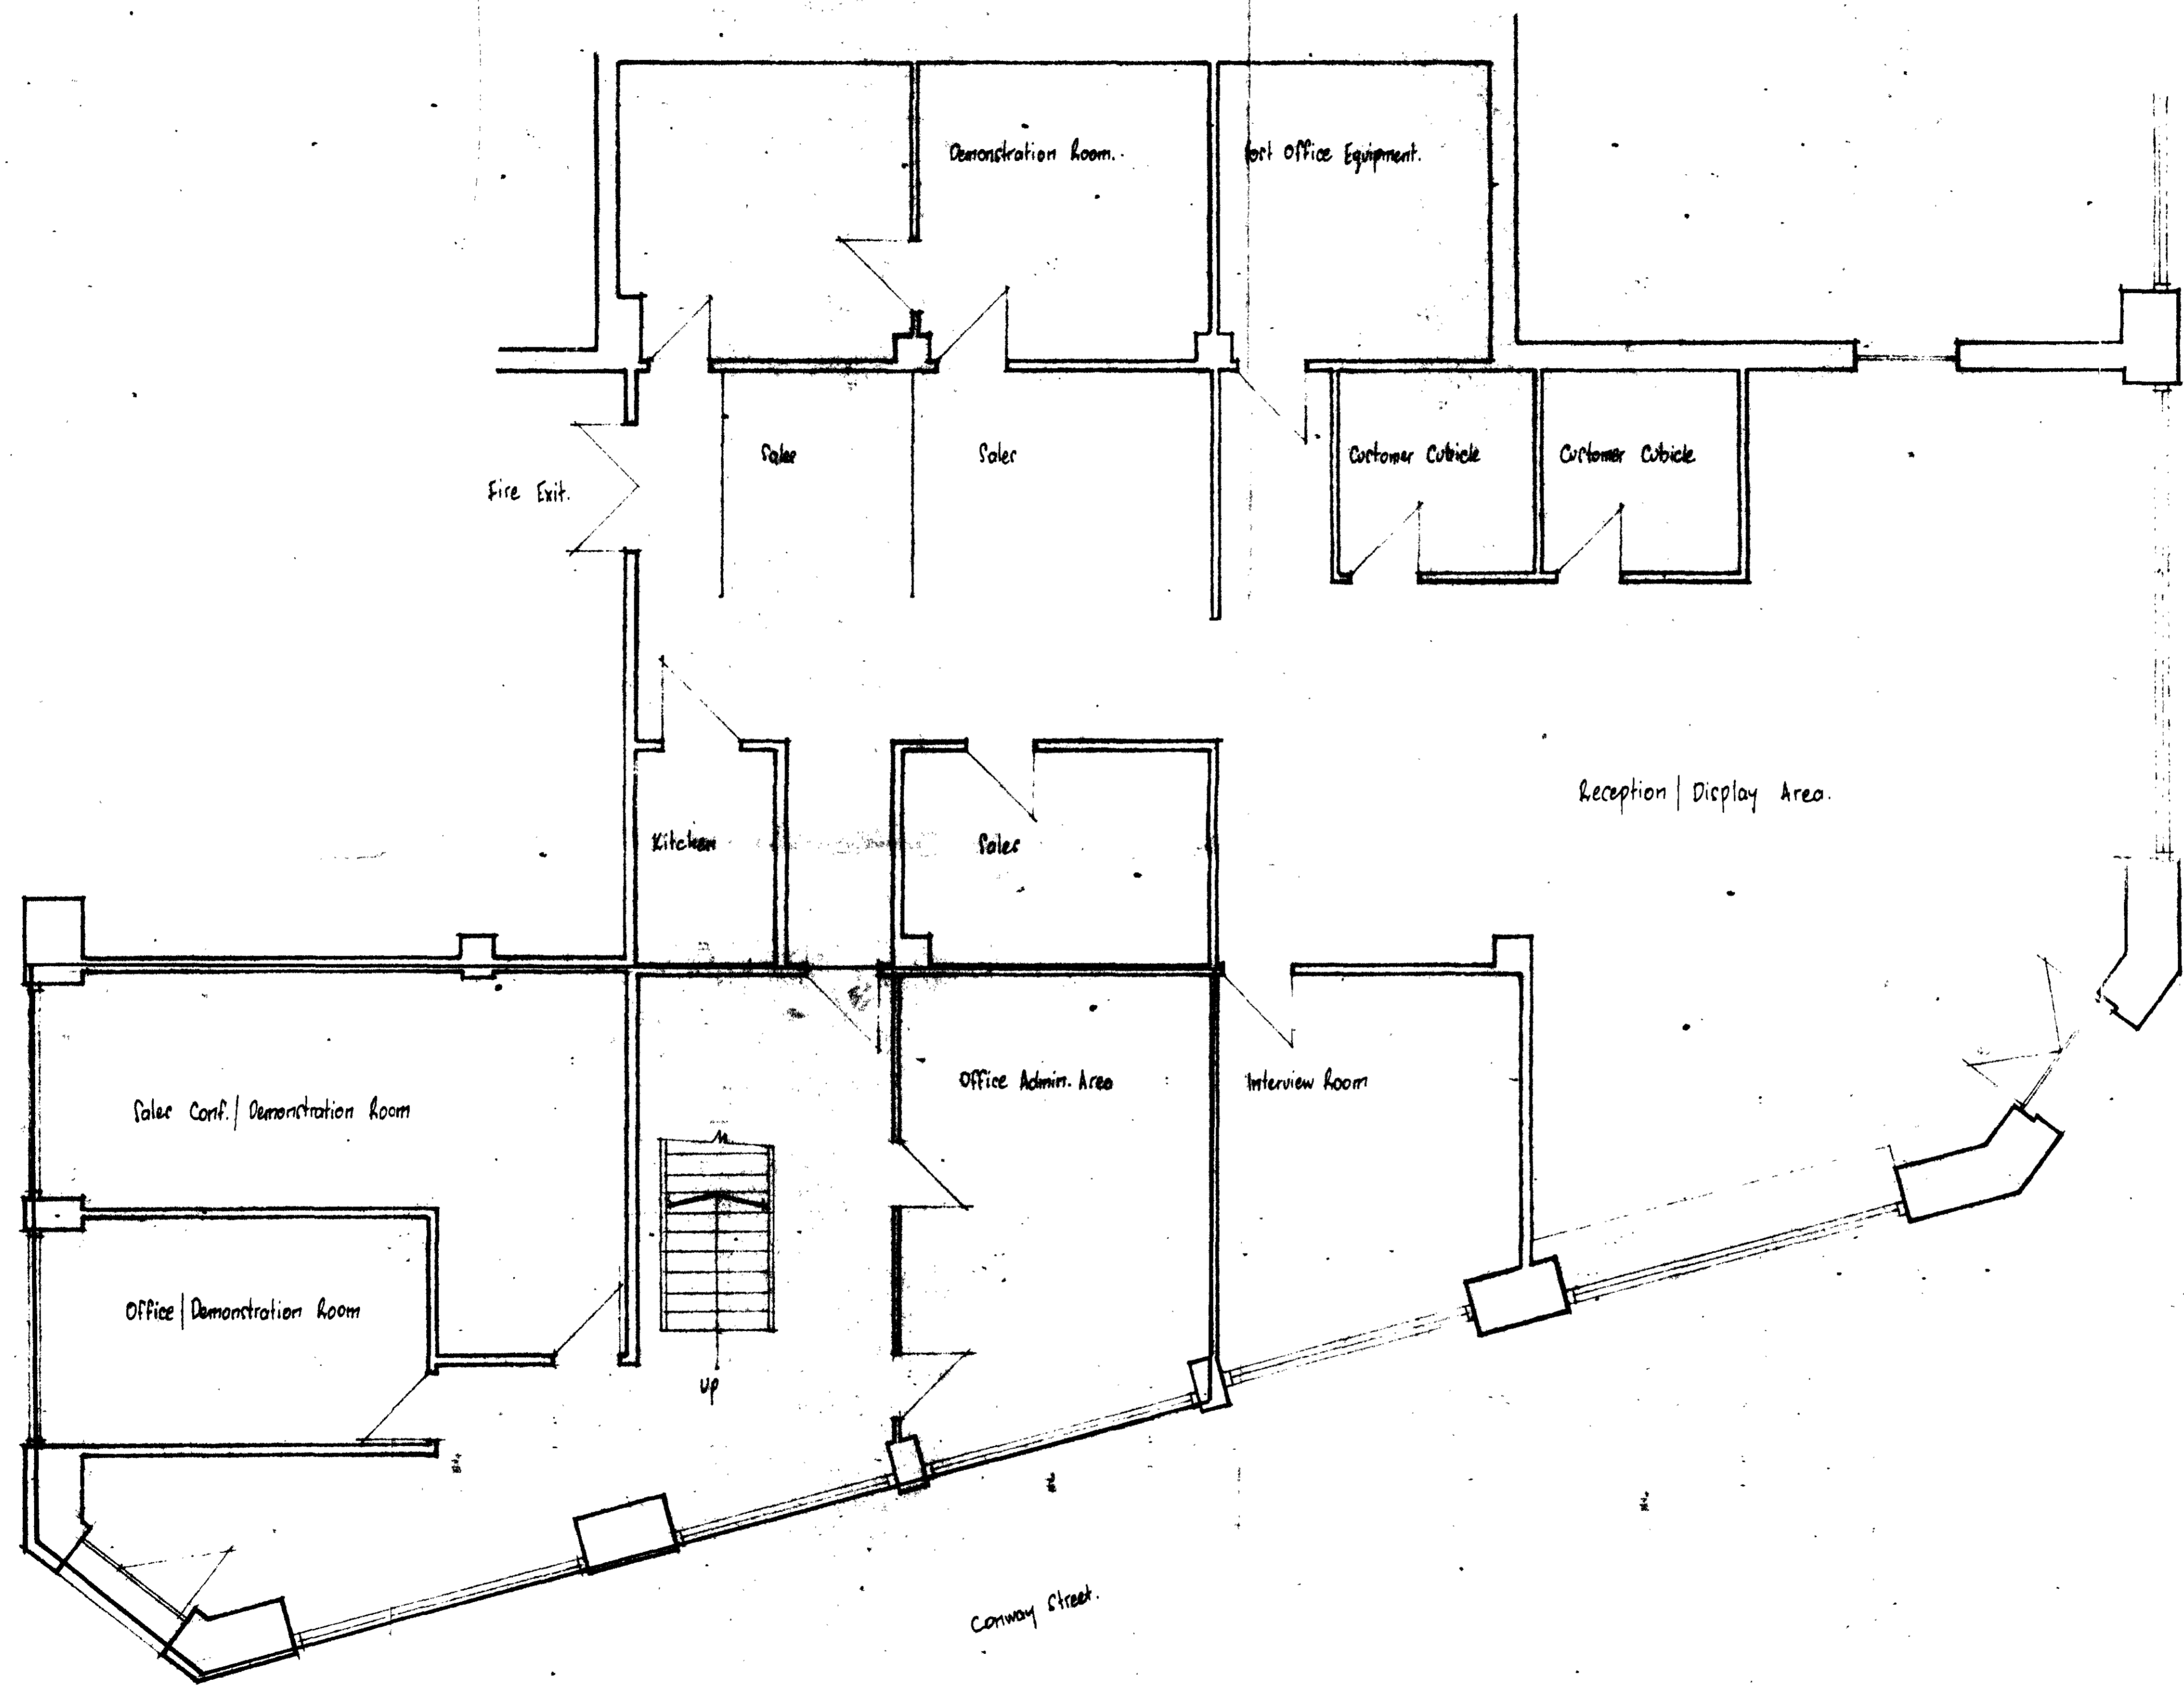 Demonstration Room.
Post Office Equipment.
Sales
Sales
Customer Cubicle
Customer Cubicle
Fire Exit.
Reception | Display Area.
Kitchen
Sales
Office Admin. Area
Interview Room
Sales Conf. | Demonstration Room
Office | Demonstration Room
Up
Conway Street.